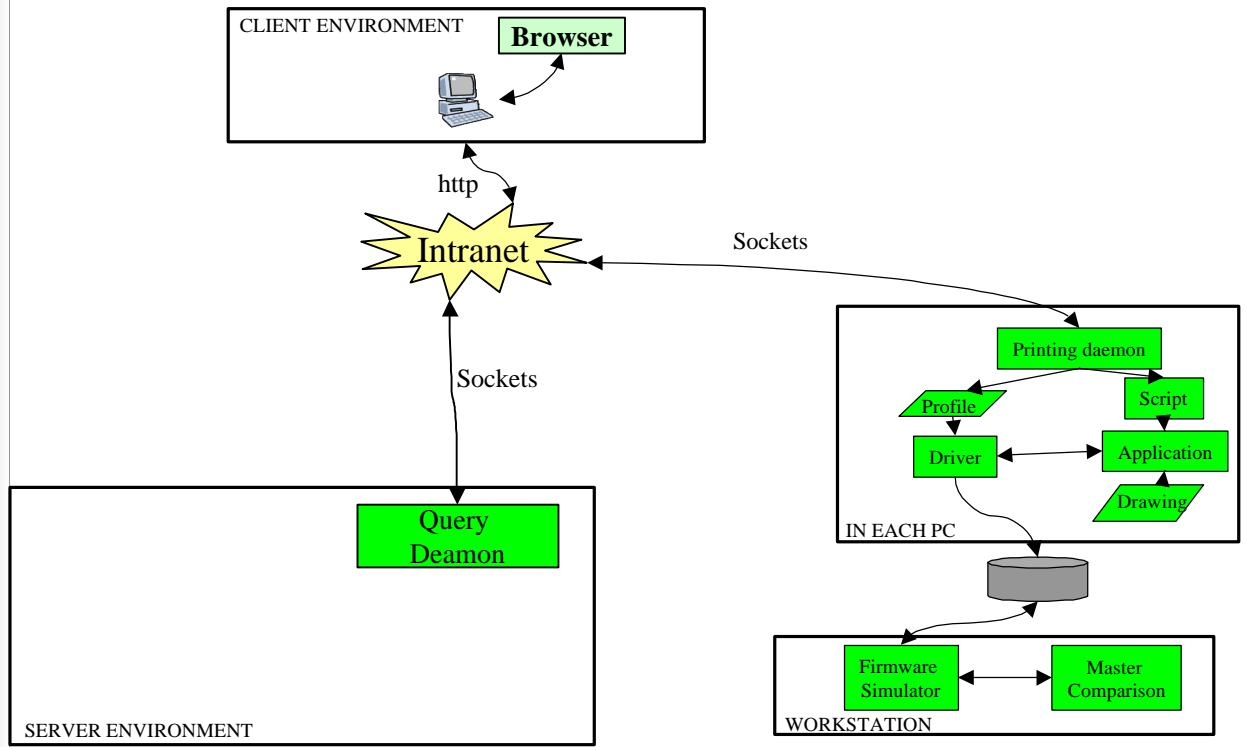 CLIENT ENVIRONMENT
Browser
http
Intranet
Sockets
Sockets
Printing daemon
Profile
Script
Driver
Application
Drawing
IN EACH PC
Query
Deamon
SERVER ENVIRONMENT
Firmware
Simulator
Master
Comparison
WORKSTATION